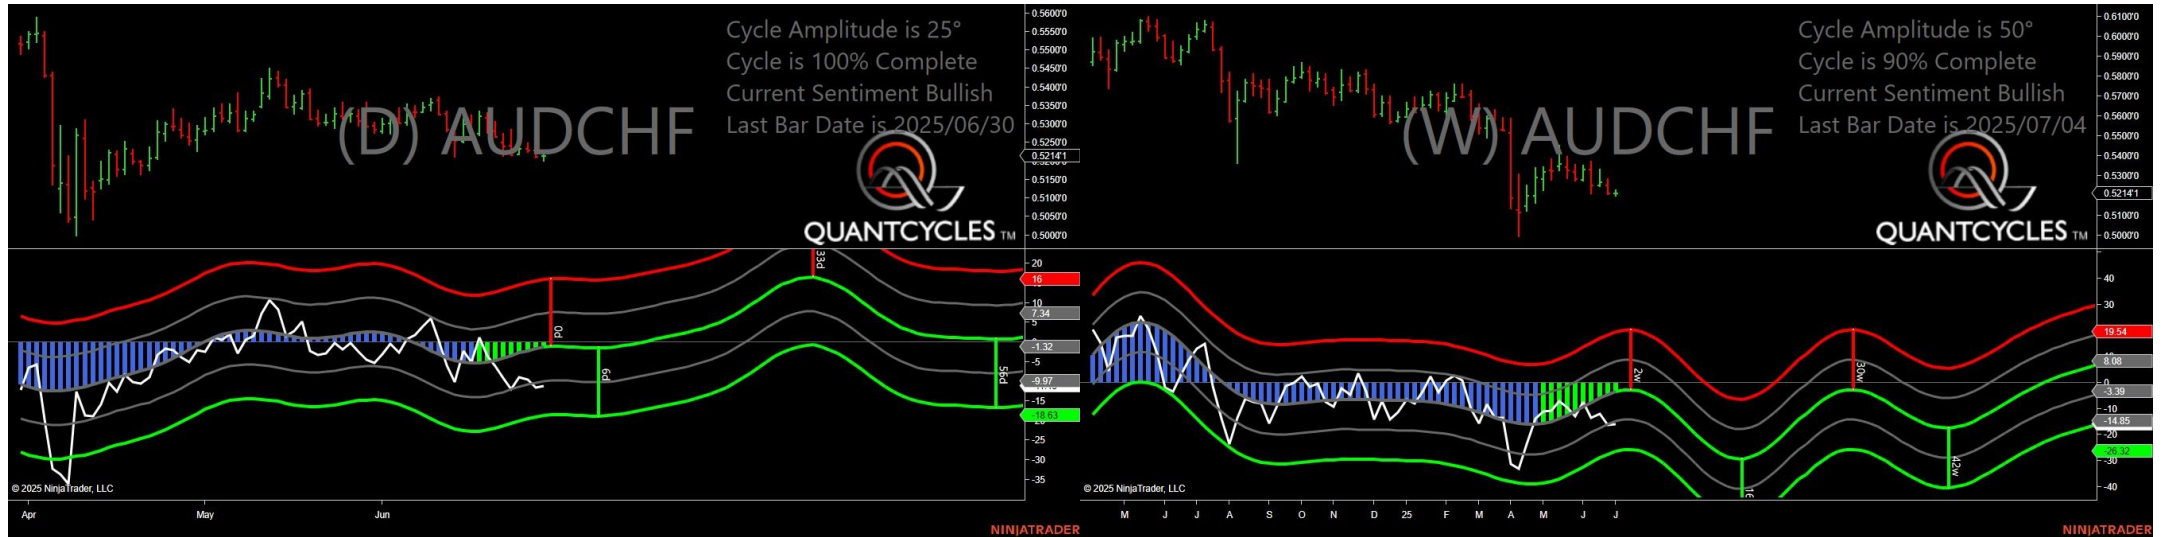 Cycle Amplitude is 25°
Cycle is 100% Complete
Current Sentiment Bullish
Last Bar Date is 2025/06/30
(D) AUDCHF
QUANTCYCLES TM
0.5600'0
0.5550'0
0.5500'0
0.5450'0
0.5400'0
0.5350'0
0.5300'0
0.5250'0
0.5214'1
0.5150'0
0.5100'0
0.5050'0
0.5000'0
33d
0d
6d
56d
20
16
10
7.34
5
-1.32
-5
-9.97
-15
-18.63
-25
-30
-35
© 2025 NinjaTrader, LLC
Apr
May
Jun
NINJATRADER
Cycle Amplitude is 50°
Cycle is 90% Complete
Current Sentiment Bullish
Last Bar Date is 2025/07/04
(W) AUDCHF
QUANTCYCLES TM
0.6100'0
0.6000'0
0.5900'0
0.5800'0
0.5700'0
0.5600'0
0.5500'0
0.5400'0
0.5300'0
0.5214'1
0.5100'0
0.5000'0
2w
30w
42w
40
30
19.54
8.08
0
-3.39
-10
-14.85
-20
-26.32
-30
-40
© 2025 NinjaTrader, LLC
M J J A S O N D 25 F M A M J J
NINJATRADER